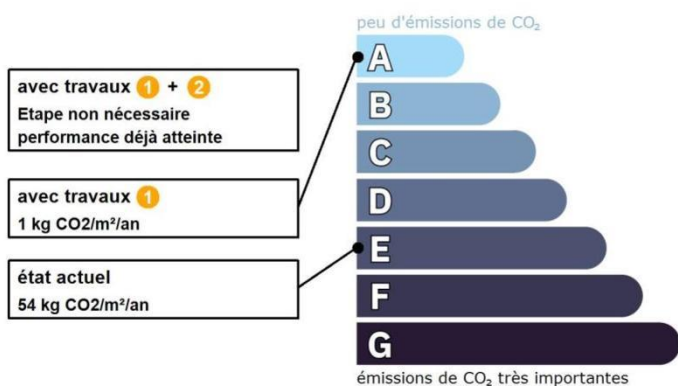 peu d'émissions de CO₂
avec travaux 1 + 2
Etape non nécessaire
performance déjà atteinte
avec travaux 1
1 kg CO2/m²/an
état actuel
54 kg CO2/m²/an
A
B
C
D
E
F
G
émissions de CO₂ très importantes